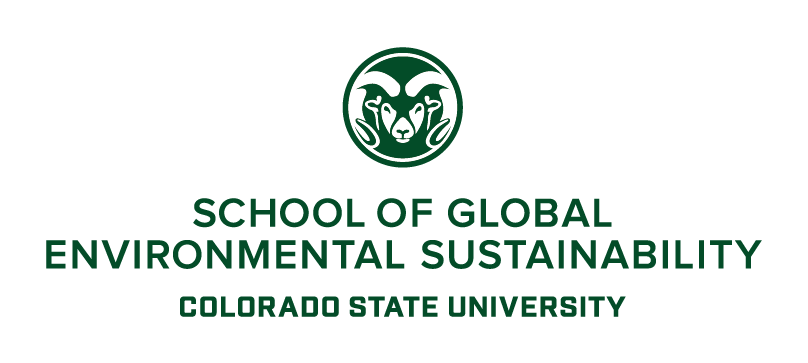 SCHOOL OF GLOBAL
ENVIRONMENTAL SUSTAINABILITY
COLORADO STATE UNIVERSITY